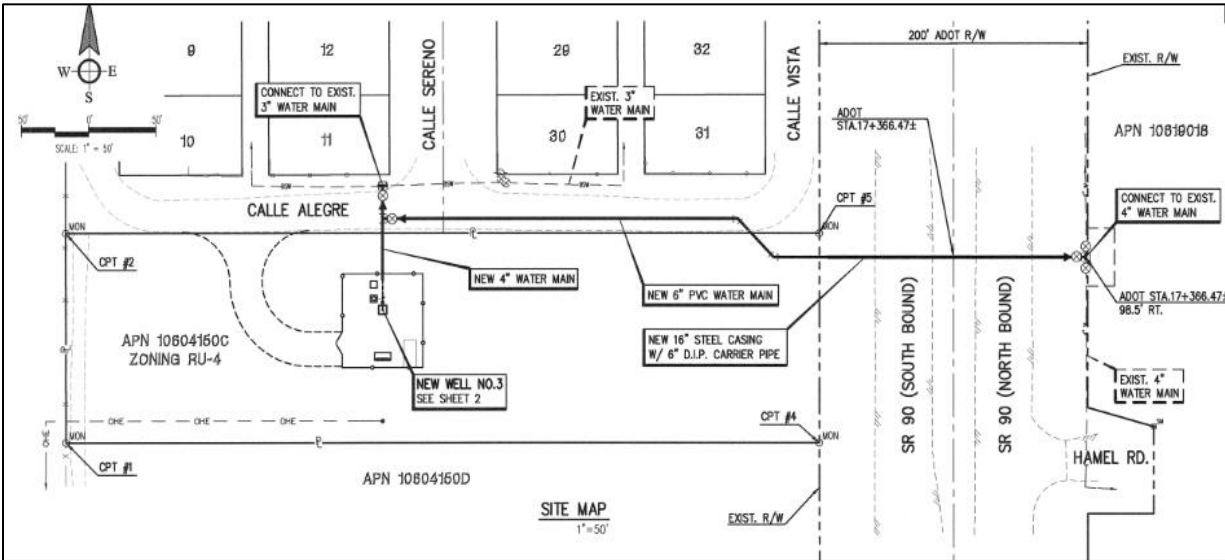 9
12
29
32
200' ADOT R/W
EXIST. R/W
W
E
S
CONNECT TO EXIST.
3" WATER MAIN
CALLE SERENO
EXIST. 3"
WATER MAIN
CALLE VISTA
ADOT
STA.17+366.47±
APN 10619018
50'
0'
50'
SCALE: 1" = 50'
10
11
30
31
CALLE ALEGRE
CPT #5
CONNECT TO EXIST.
4" WATER MAIN
MON
MON
CPT #2
NEW 4" WATER MAIN
NEW 6" PVC WATER MAIN
ADOT STA.17+366.47±
98.5' RT.
NEW 16" STEEL CASING
W/ 6" D.I.P. CARRIER PIPE
APN 10604150C
ZONING RU-4
SR 90 (SOUTH BOUND)
SR 90 (NORTH BOUND)
NEW WELL NO.3
SEE SHEET 2
EXIST. 4"
WATER MAIN
OHE
OHE
OHE
OHE
CPT #4
MON
MON
CPT #1
HAMEL RD.
APN 10604150D
SITE MAP
1"=50'
EXIST. R/W